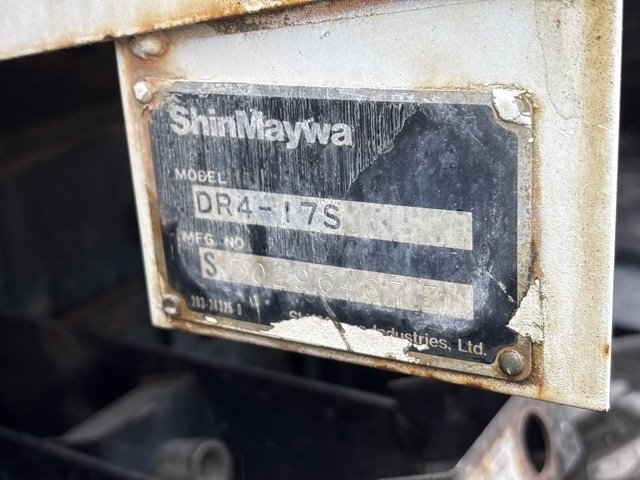 ShinMaywa
MODEL
DR4-17S
MFG. NO.
S
Industries, Ltd.